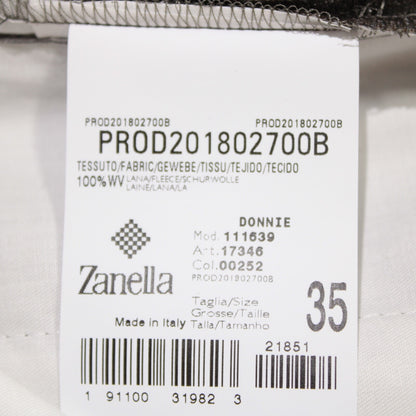 PROD201802700B PROD201802700B
PROD201802700B
TESSUTO/FABRIC/GEWEBE/TISSU/TEJIDO/TECIDO
100%WV LANA/FLEECE/SCHURWOLLE
LAINE/LANA/LA
DONNIE
Mod. 111639
Art. 17346
Col. 00252
PROD201802700B
Zanella
Taglia/Size
Grosse/Taille
Talla/Tamanho
35
Made in Italy
21851
1 91100 31982 3